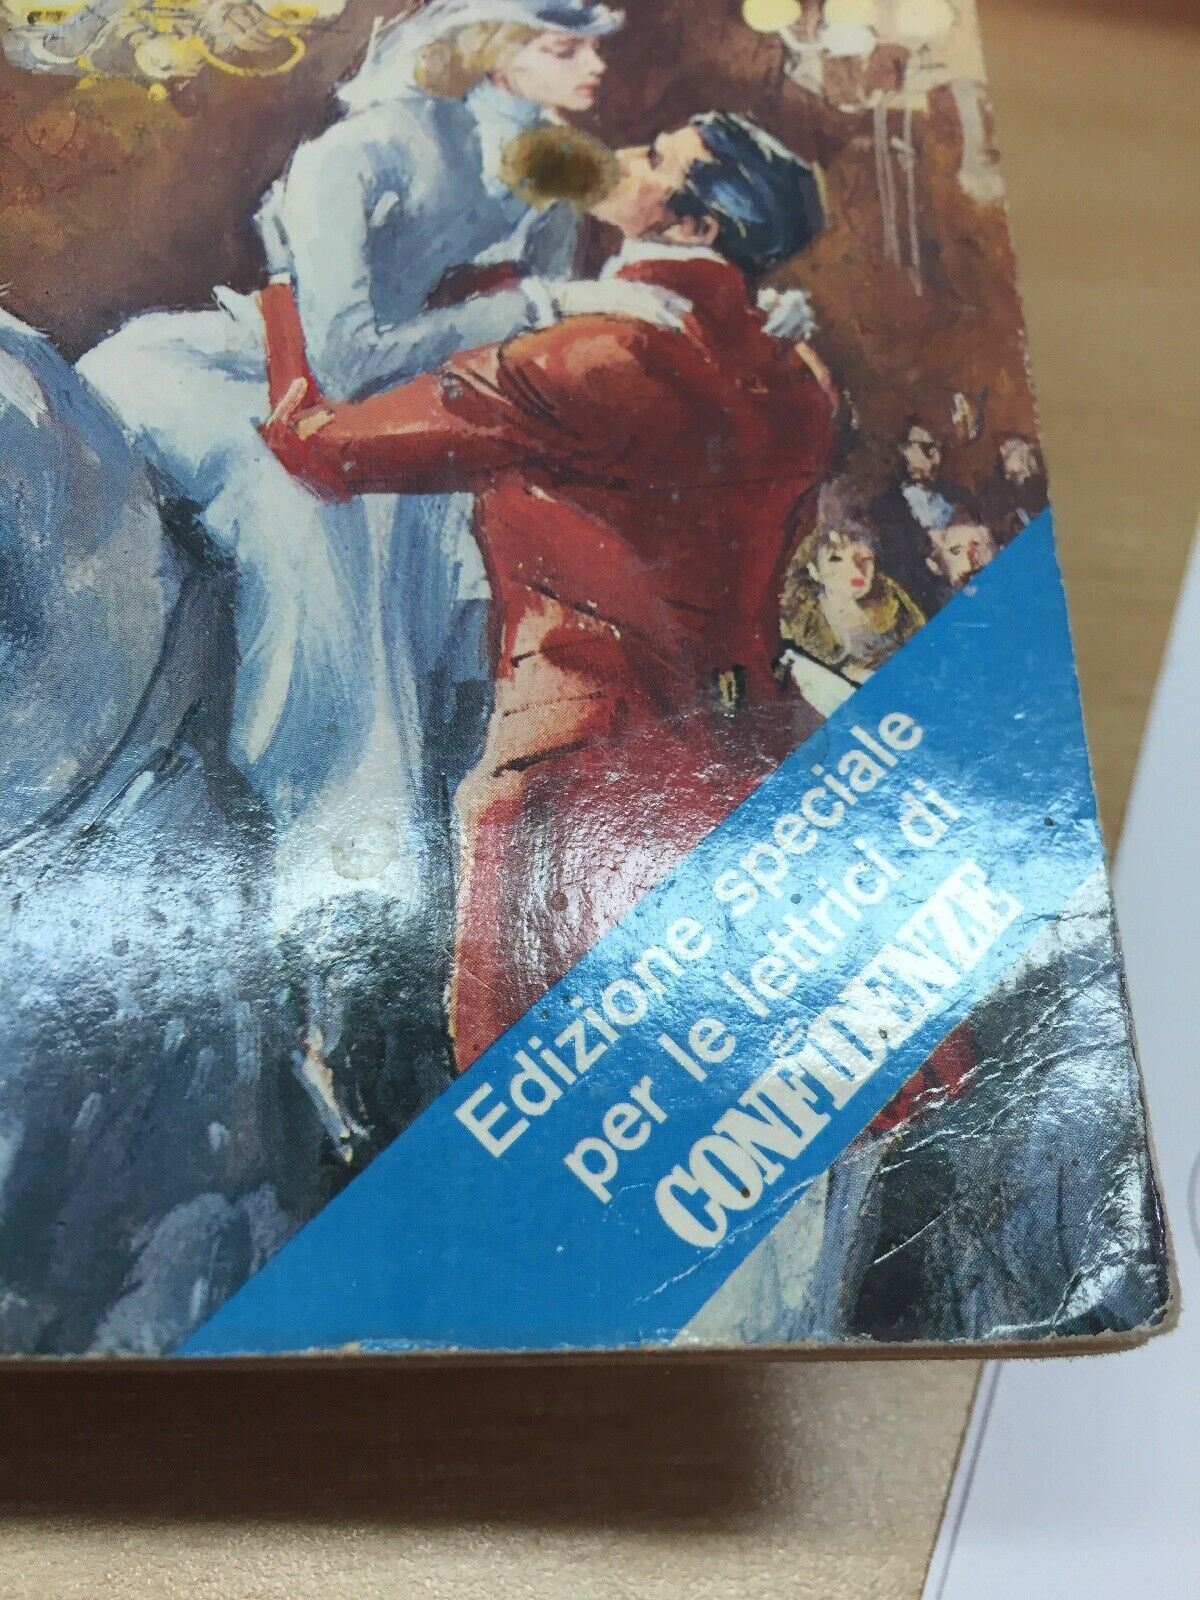 Edizione speciale
per le lettrici di
CONFIDENZE